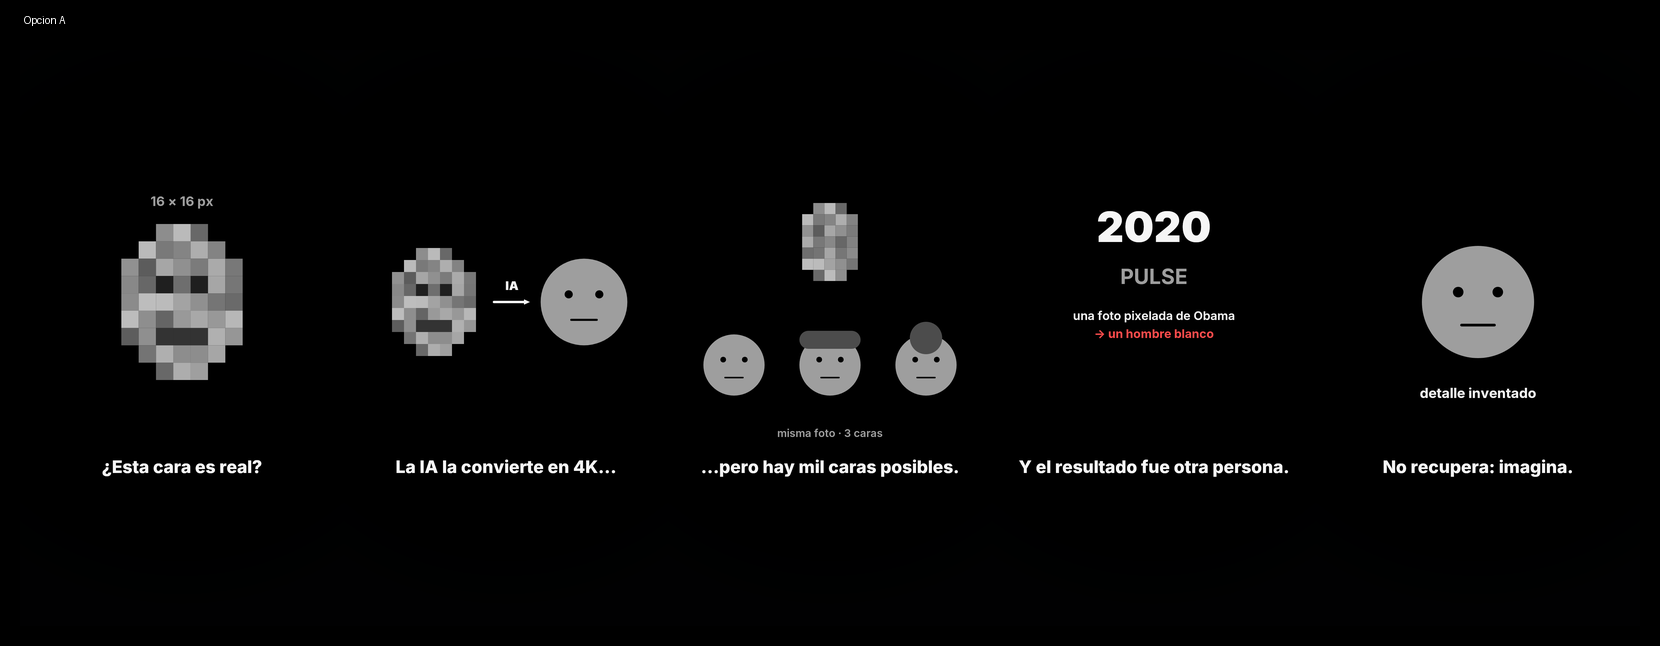 Opcion A
16 × 16 px
¿Esta cara es real?
IA
La IA la convierte en 4K...
misma foto · 3 caras
...pero hay mil caras posibles.
2020
PULSE
una foto pixelada de Obama
→ un hombre blanco
Y el resultado fue otra persona.
detalle inventado
No recupera: imagina.